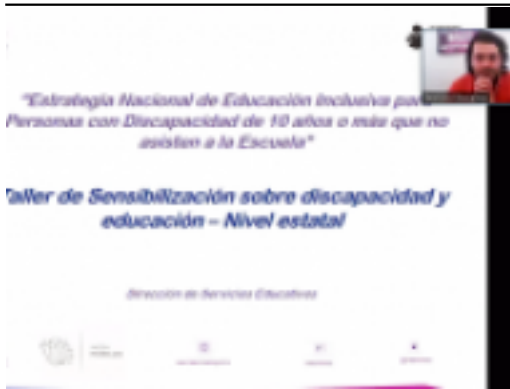 "Estrategia Nacional de Educación Inclusiva para
Personas con Discapacidad de 10 años o más que no
asisten a la Escuela"
Taller de Sensibilización sobre discapacidad y
educación – Nivel estatal
Dirección de Servicios Educativos